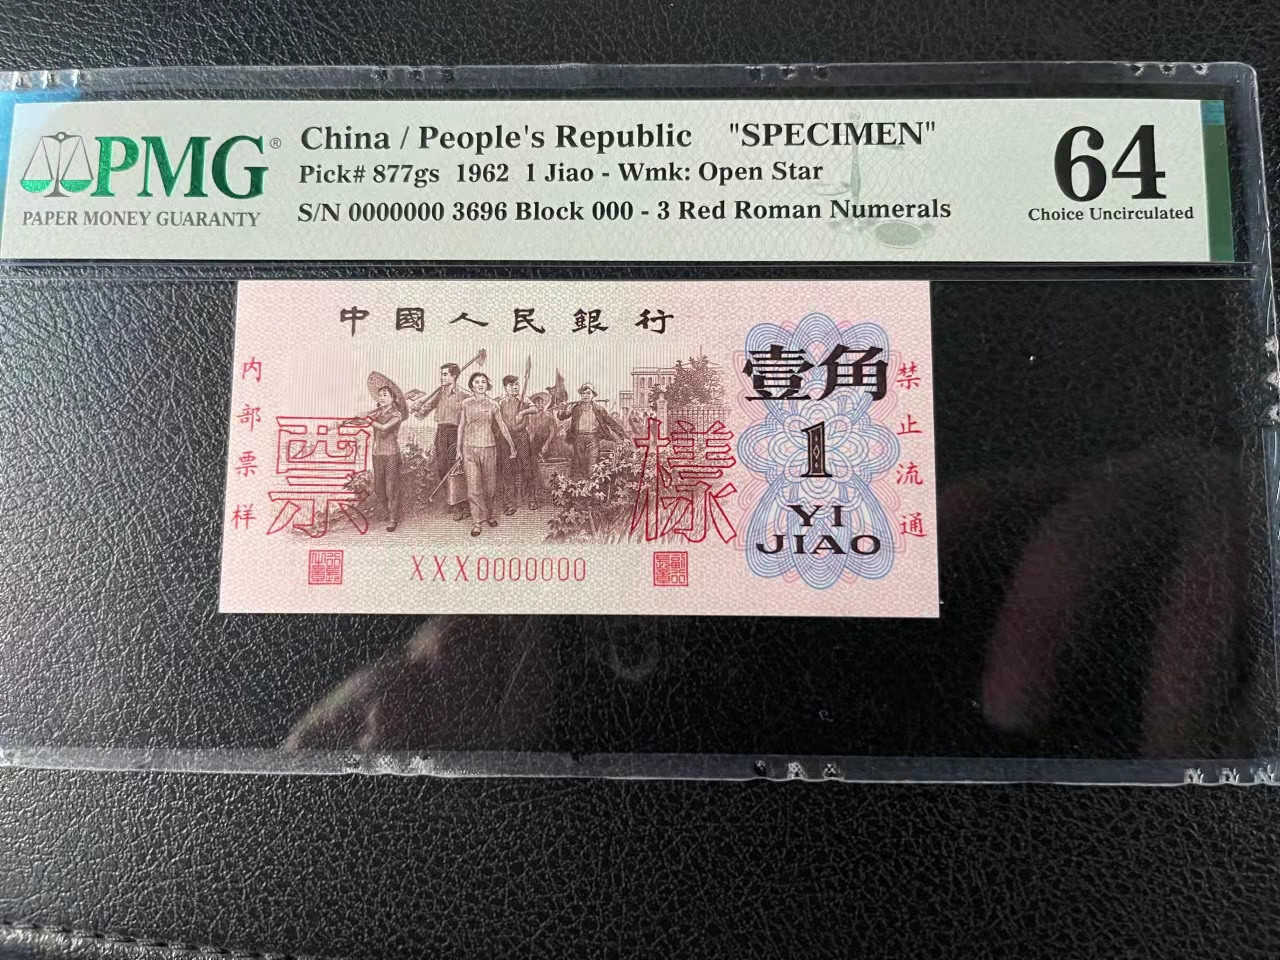 PMG®
PAPER MONEY GUARANTY
China / People's Republic "SPECIMEN"
Pick# 877gs 1962 1 Jiao - Wmk: Open Star
S/N 0000000 3696 Block 000 - 3 Red Roman Numerals
64
Choice Uncirculated
中國人民銀行
内部票样
票樣
壹角
1
YI
JIAO
禁止流通
XXX0000000